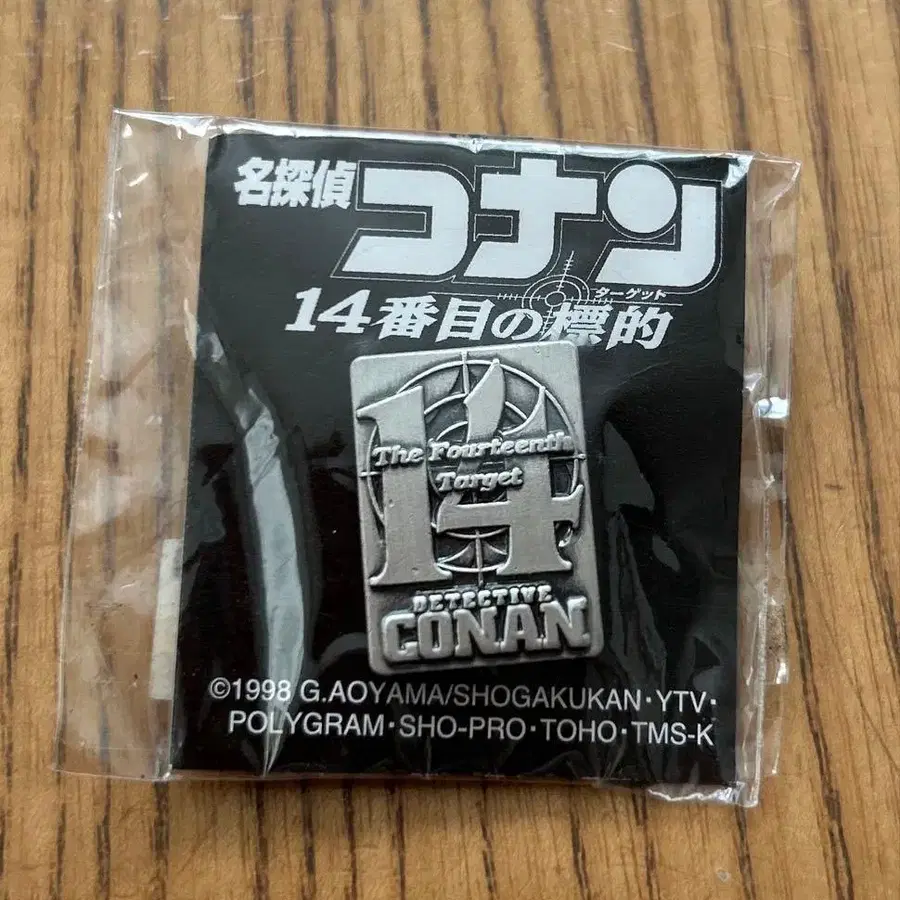 名探偵コナン
ターゲット
14番目の標的
14
The Fourteenth
Target
DETECTIVE
CONAN
©1998 G.AOYAMA/SHOGAKUKAN・YTV・
POLYGRAM・SHO-PRO・TOHO・TMS-K